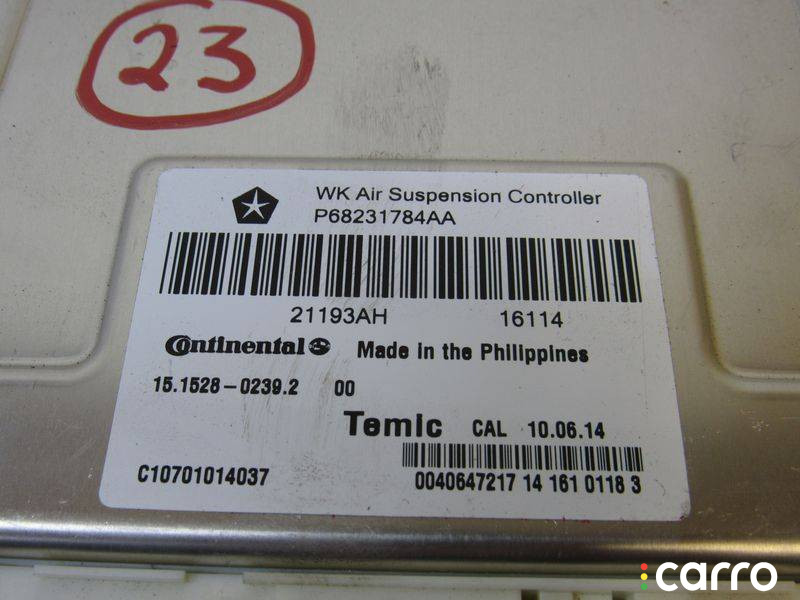 23
WK Air Suspension Controller
P68231784AA
21193AH 16114
Continental Made in the Philippines
15.1528-0239.2 00
Temic CAL 10.06.14
C10701014037 0040647217 14 161 0118 3
carro